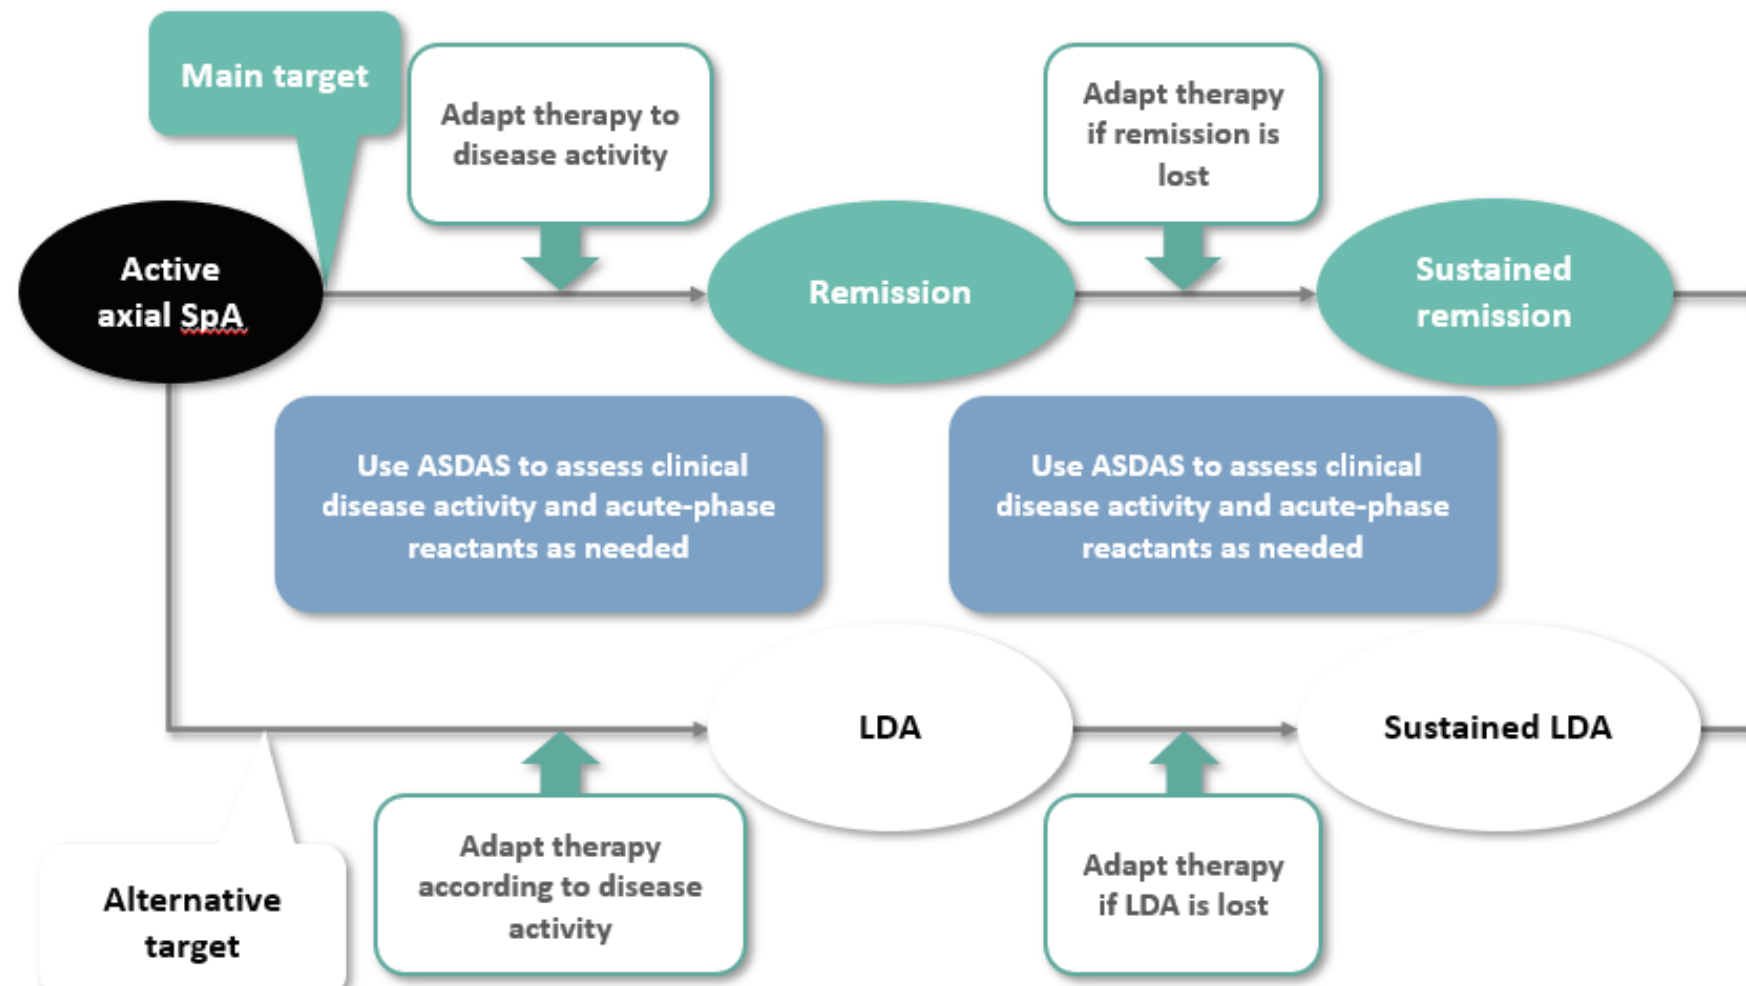 Main target
Adapt therapy to
disease activity
Adapt therapy
if remission is
lost
Active
axial SpA
Remission
Sustained
remission
Use ASDAS to assess clinical
disease activity and acute-phase
reactants as needed
Use ASDAS to assess clinical
disease activity and acute-phase
reactants as needed
LDA
Sustained LDA
Alternative
target
Adapt therapy
according to disease
activity
Adapt therapy
if LDA is lost